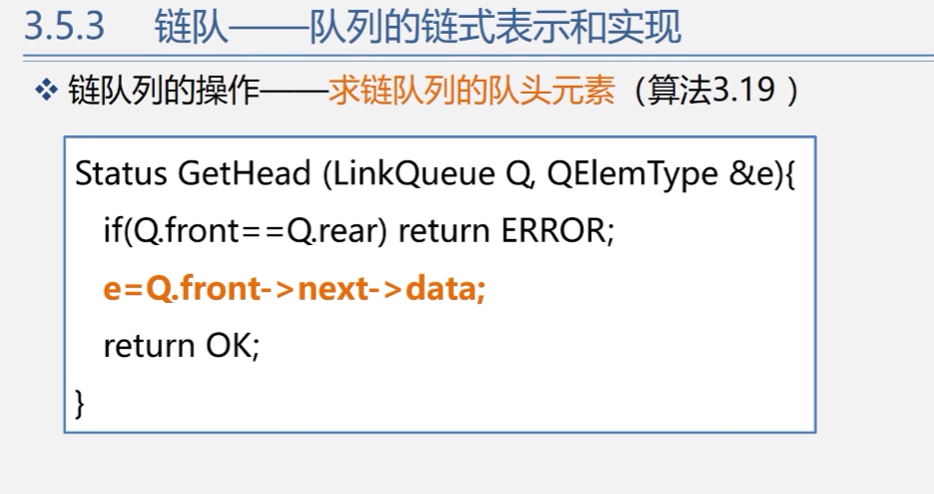 3.5.3 链队——队列的链式表示和实现
❖ 链队列的操作——求链队列的队头元素（算法3.19 ）
Status GetHead (LinkQueue Q, QElemType &e){
if(Q.front==Q.rear) return ERROR;
e=Q.front->next->data;
return OK;
}